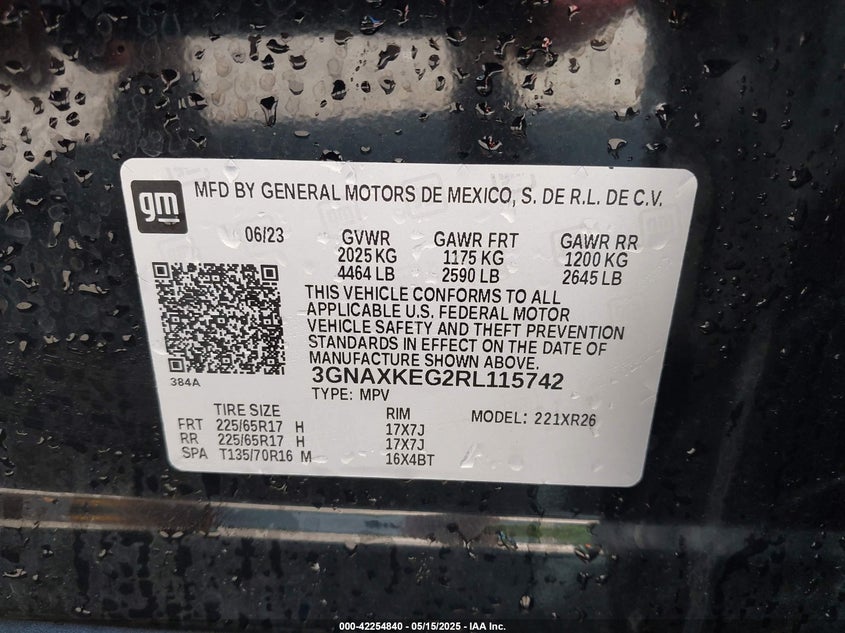 gm
MFD BY GENERAL MOTORS DE MEXICO, S. DE R.L. DE C.V.
06/23 GVWR GAWR FRT GAWR RR
2025 KG 1175 KG 1200 KG
4464 LB 2590 LB 2645 LB
THIS VEHICLE CONFORMS TO ALL
APPLICABLE U.S. FEDERAL MOTOR
VEHICLE SAFETY AND THEFT PREVENTION
STANDARDS IN EFFECT ON THE DATE OF
MANUFACTURE SHOWN ABOVE.
384A
3GNAXKEG2RL115742
TYPE: MPV
TIRE SIZE RIM MODEL: 221XR26
FRT 225/65R17 H 17X7J
RR 225/65R17 H 17X7J
SPA T135/70R16 M 16X4BT
000-42254840 - 05/15/2025 - IAA Inc.